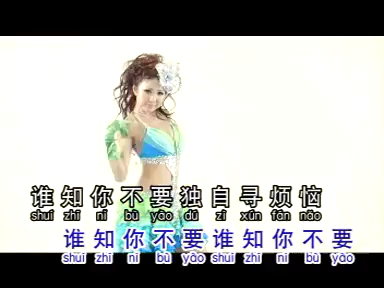 谁知你不要独自寻烦恼
shuí zhī nǐ bù yào dú zì xún fán nǎo
谁知你不要谁知你不要
shuí zhī nǐ bù yào shuí zhī nǐ bù yào